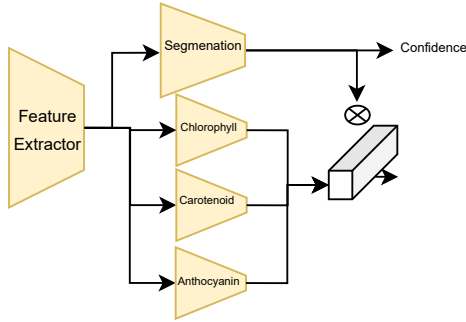 Segmenation
Confidence
Feature
Extractor
Chlorophyll
Carotenoid
Anthocyanin